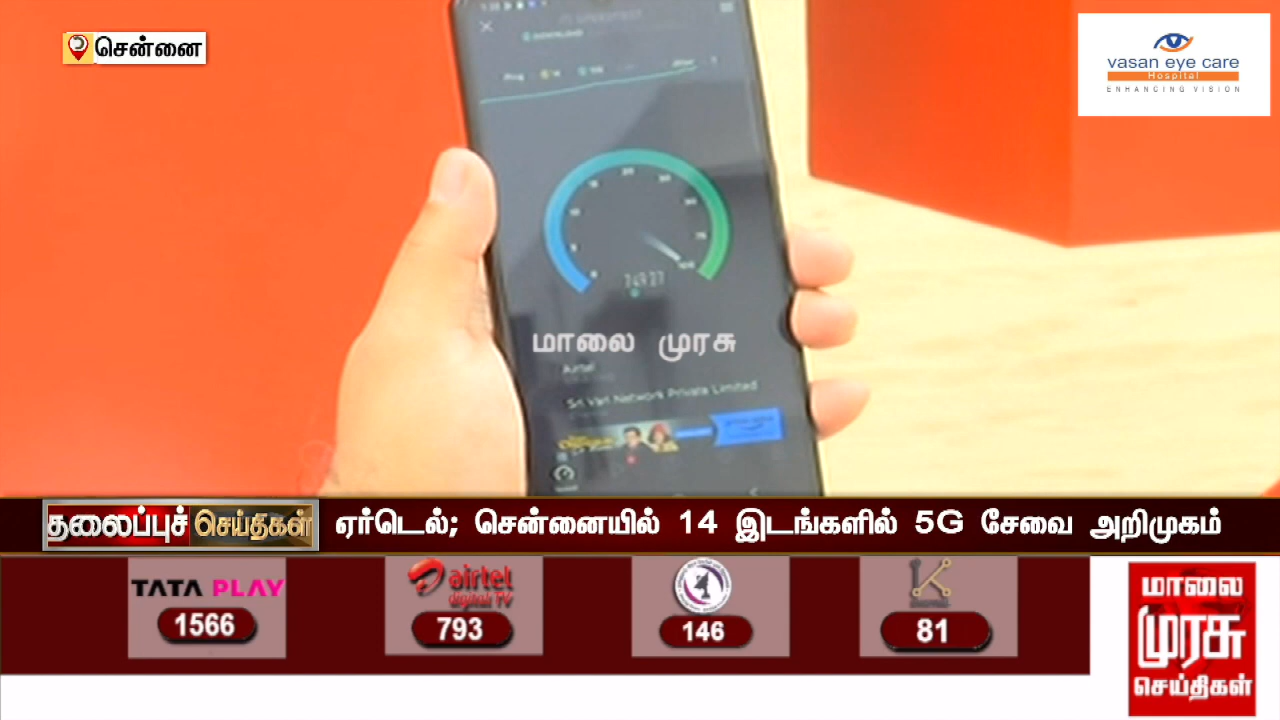 சென்னை
vasan eye care
Hospital
ENHANCING VISION
DOWNLOAD
மாலை முரசு
Airtel
Sri Vari Network Private Limited
தலைப்புச் செய்திகள்
ஏர்டெல்; சென்னையில் 14 இடங்களில் 5G சேவை அறிமுகம்
TATA PLAY
airtel
digital TV
1566
793
146
81
மாலை
முரசு
செய்திகள்